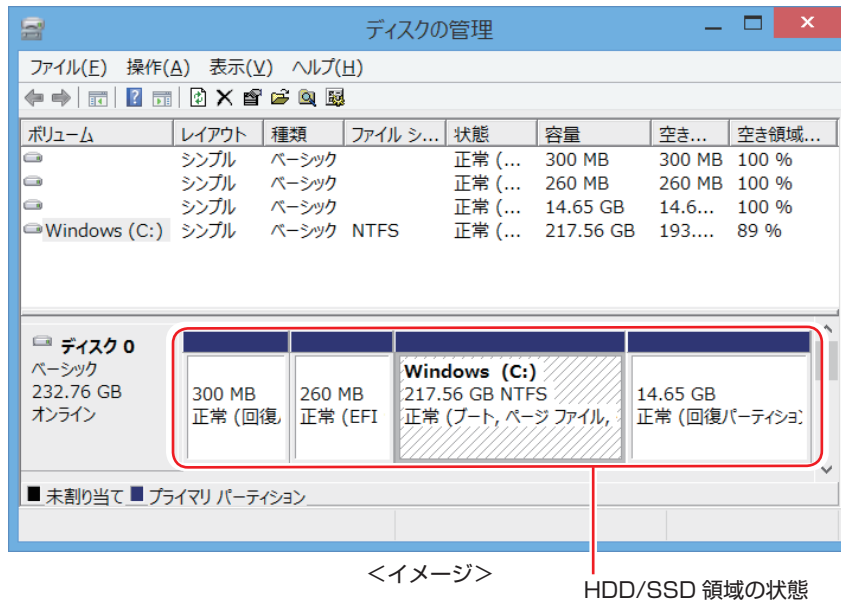 ディスクの管理
ファイル(F) 操作(A) 表示(V) ヘルプ(H)
ボリューム レイアウト 種類 ファイル シ... 状態 容量 空き... 空き領域...
シンプル ベーシック 正常 (... 300 MB 300 MB 100 %
シンプル ベーシック 正常 (... 260 MB 260 MB 100 %
シンプル ベーシック 正常 (... 14.65 GB 14.6... 100 %
Windows (C:) シンプル ベーシック NTFS 正常 (... 217.56 GB 193.... 89 %
ディスク 0
ベーシック
232.76 GB
オンライン
300 MB
正常 (回復
260 MB
正常 (EFI
Windows (C:)
217.56 GB NTFS
正常 (ブート, ページ ファイル,
14.65 GB
正常 (回復パーティション
未割り当て プライマリ パーティション
<イメージ>
HDD/SSD 領域の状態